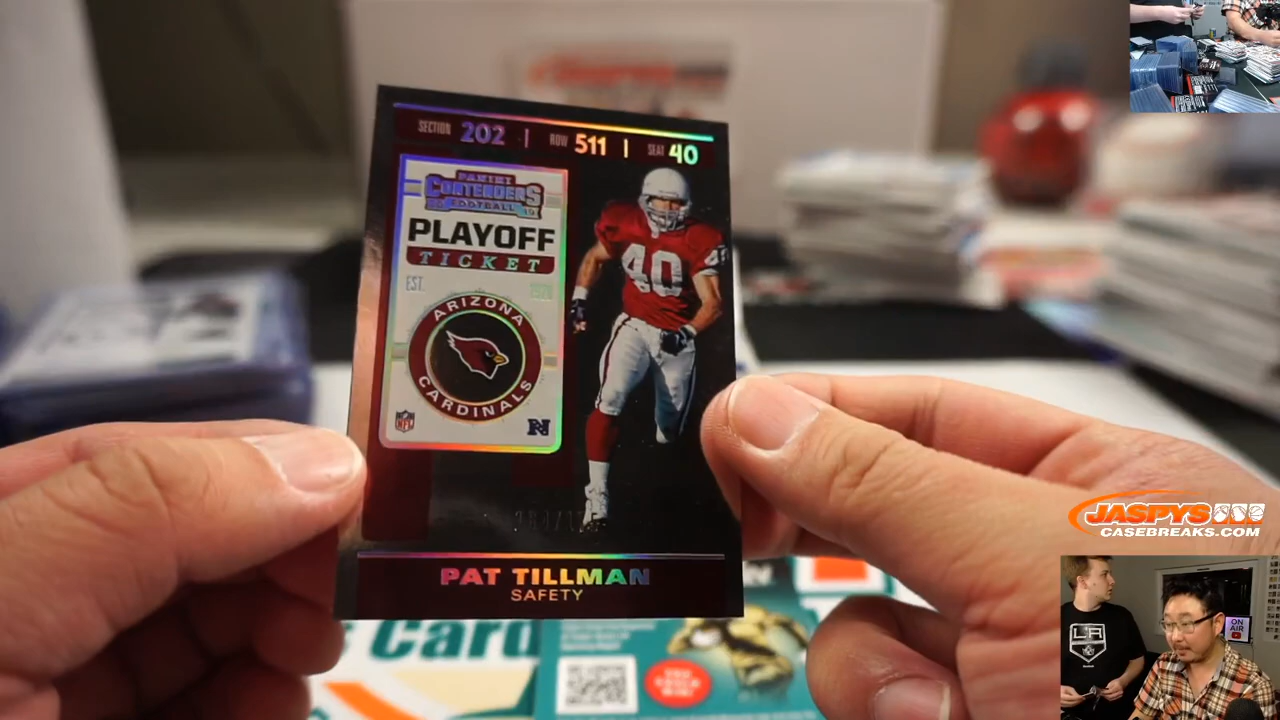 SECTION 202 | ROW 511 | SEAT 40
PANINI
CONTENDERS
FOOTBALL
PLAYOFF
TICKET
EST.
ARIZONA
CARDINALS
NFL
N
40
PAT TILLMAN
SAFETY
Card
JASPYS
CASEBREAKS.COM
LA
ON
AIR